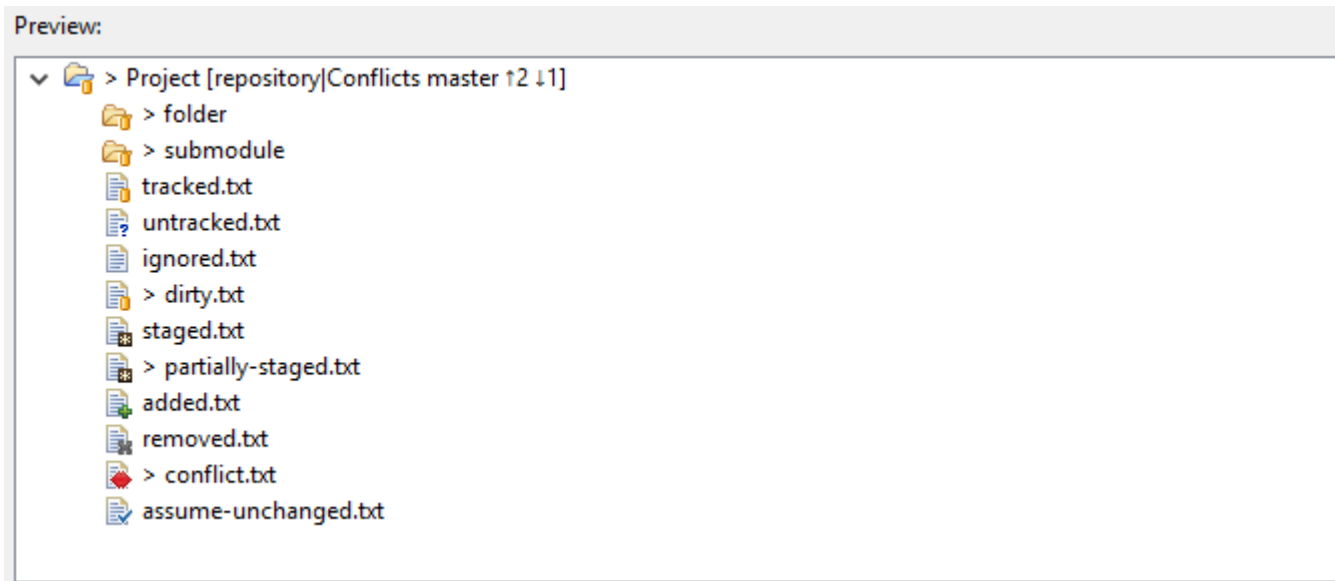 Preview:
> Project [repository|Conflicts master ↑2 ↓1]
> folder
> submodule
tracked.txt
untracked.txt
ignored.txt
> dirty.txt
staged.txt
> partially-staged.txt
added.txt
removed.txt
> conflict.txt
assume-unchanged.txt